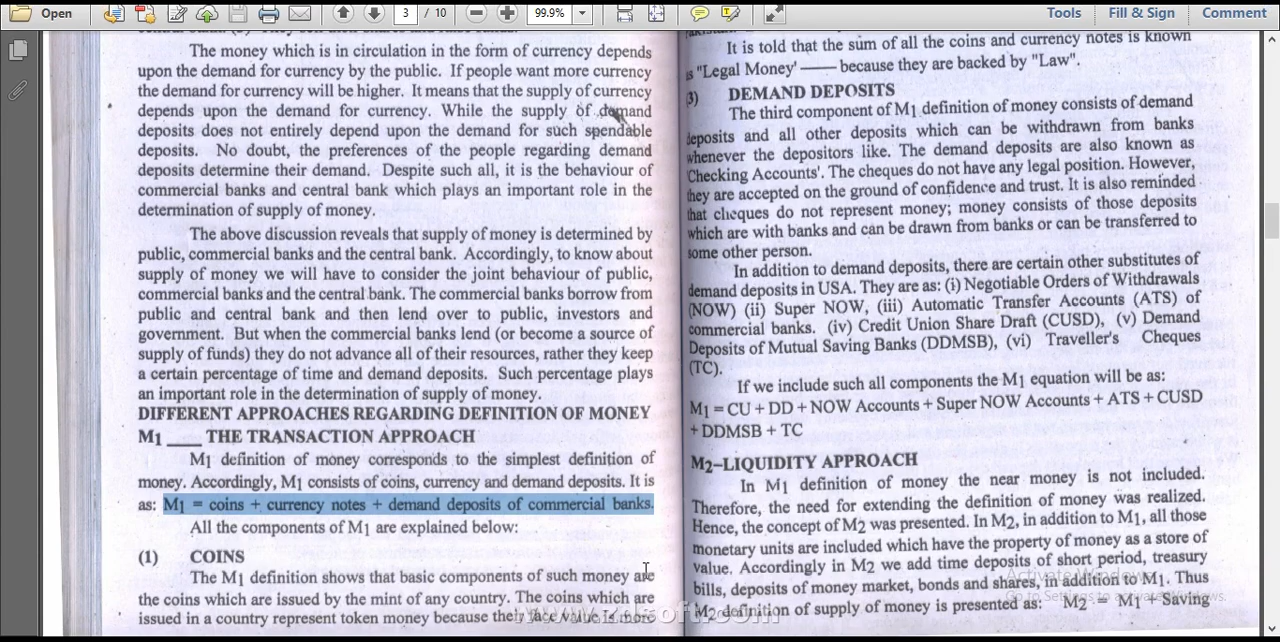 Open
3
/ 10
99.9%
Tools
Fill & Sign
Comment
The money which is in circulation in the form of currency depends
upon the demand for currency by the public. If people want more currency
the demand for currency will be higher. It means that the supply of currency
depends upon the demand for currency. While the supply of demand
deposits does not entirely depend upon the demand for such spendable
deposits. No doubt, the preferences of the people regarding demand
deposits determine their demand. Despite such all, it is the behaviour of
commercial banks and central bank which plays an important role in the
determination of supply of money.
The above discussion reveals that supply of money is determined by
public, commercial banks and the central bank. Accordingly, to know about
supply of money we will have to consider the joint behaviour of public,
commercial banks and the central bank. The commercial banks borrow from
public and central bank and then lend over to public, investors and
government. But when the commercial banks lend (or become a source of
supply of funds) they do not advance all of their resources, rather they keep
a certain percentage of time and demand deposits. Such percentage plays
an important role in the determination of supply of money.
DIFFERENT APPROACHES REGARDING DEFINITION OF MONEY
M1 — THE TRANSACTION APPROACH
M1 definition of money corresponds to the simplest definition of
money. Accordingly, M1 consists of coins, currency and demand deposits. It is
as: M1 = coins + currency notes + demand deposits of commercial banks.
All the components of M1 are explained below:
(1) COINS
The M1 definition shows that basic components of such money are
the coins which are issued by the mint of any country. The coins which are
issued in a country represent token money because their face value is more
It is told that the sum of all the coins and currency notes is known
is "Legal Money' —— because they are backed by "Law".
3) DEMAND DEPOSITS
The third component of M1 definition of money consists of demand
deposits and all other deposits which can be withdrawn from banks
whenever the depositors like. The demand deposits are also known as
'Checking Accounts'. The cheques do not have any legal position. However,
they are accepted on the ground of confidence and trust. It is also reminded
that cheques do not represent money; money consists of those deposits
which are with banks and can be drawn from banks or can be transferred to
some other person.
In addition to demand deposits, there are certain other substitutes of
demand deposits in USA. They are as: (i) Negotiable Orders of Withdrawals
(NOW) (ii) Super NOW, (iii) Automatic Transfer Accounts (ATS) of
commercial banks. (iv) Credit Union Share Draft (CUSD), (v) Demand
Deposits of Mutual Saving Banks (DDMSB), (vi) Traveller's Cheques
(TC).
If we include such all components the M1 equation will be as:
M1 = CU + DD + NOW Accounts + Super NOW Accounts + ATS + CUSD
+ DDMSB + TC
M2–LIQUIDITY APPROACH
In M1 definition of money the near money is not included.
Therefore, the need for extending the definition of money was realized.
Hence, the concept of M2 was presented. In M2, in addition to M1, all those
monetary units are included which have the property of money as a store of
value. Accordingly in M2 we add time deposits of short period, treasury
bills, deposits of money market, bonds and shares, in addition to M1. Thus
M2 definition of supply of money is presented as: M2 = M1 + Saving
Activate Windows
Go to Settings to activate Windows.